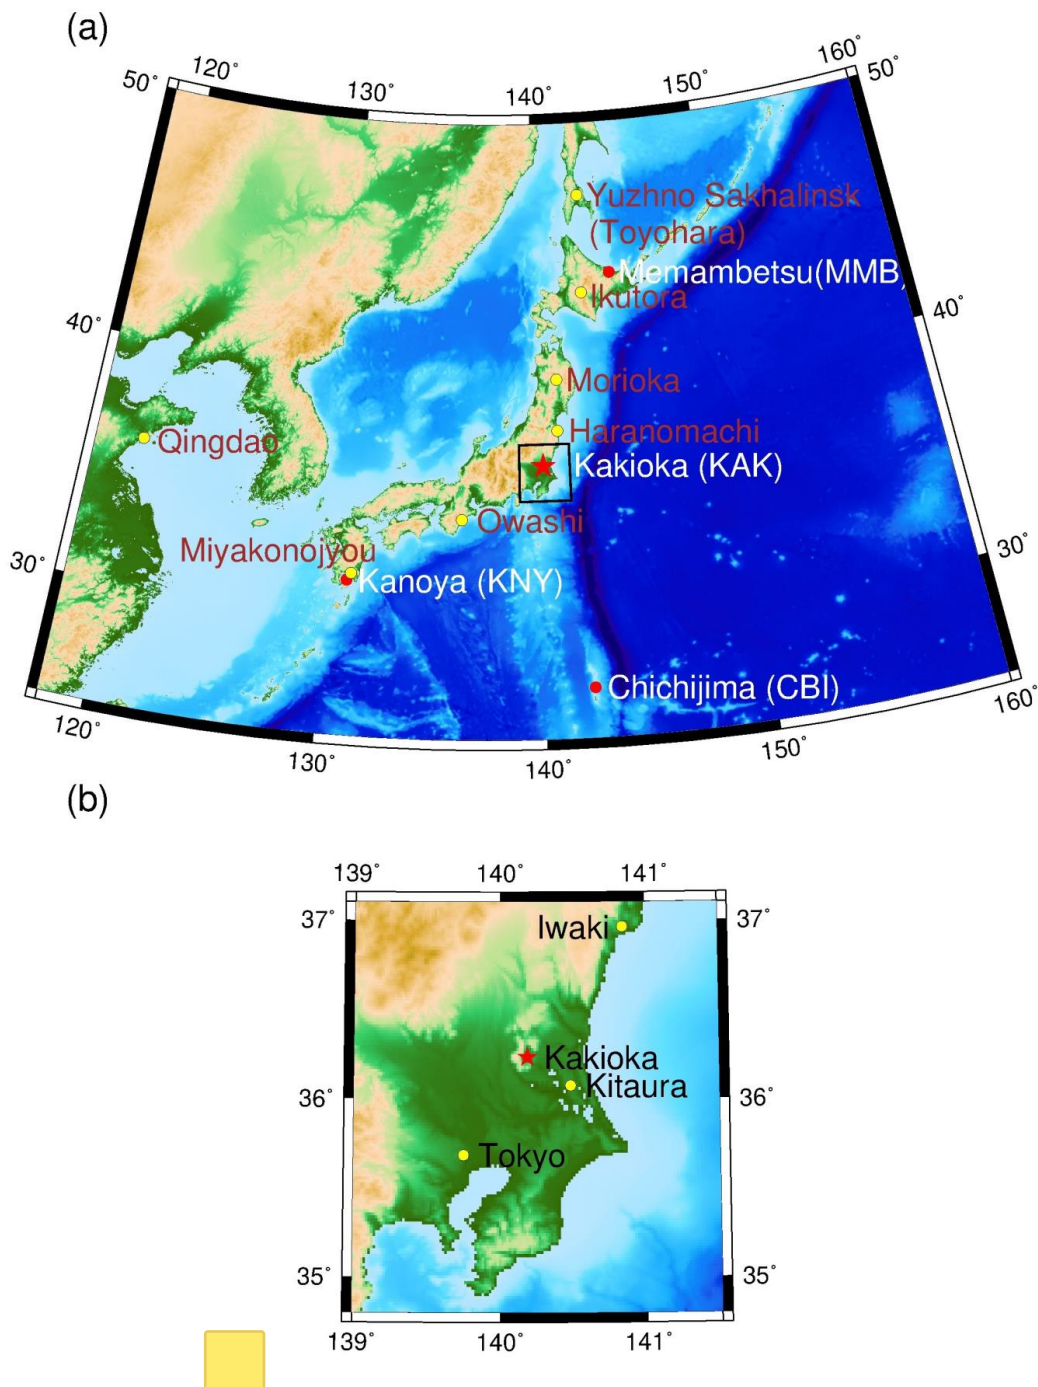 (a)
120°
130°
140°
150°
160°
50°
50°
Yuzhno Sakhalinsk
(Toyohara)
Memambetsu(MMB)
Ikutora
40°
40°
Morioka
Haranomachi
Qingdao
Kakioka (KAK)
Owashi
Miyakonojyou
Kanoya (KNY)
30°
30°
Chichijima (CBI)
120°
130°
140°
150°
160°
(b)
139°
140°
141°
37°
37°
Iwaki
Kakioka
Kitaura
36°
36°
Tokyo
35°
35°
139°
140°
141°